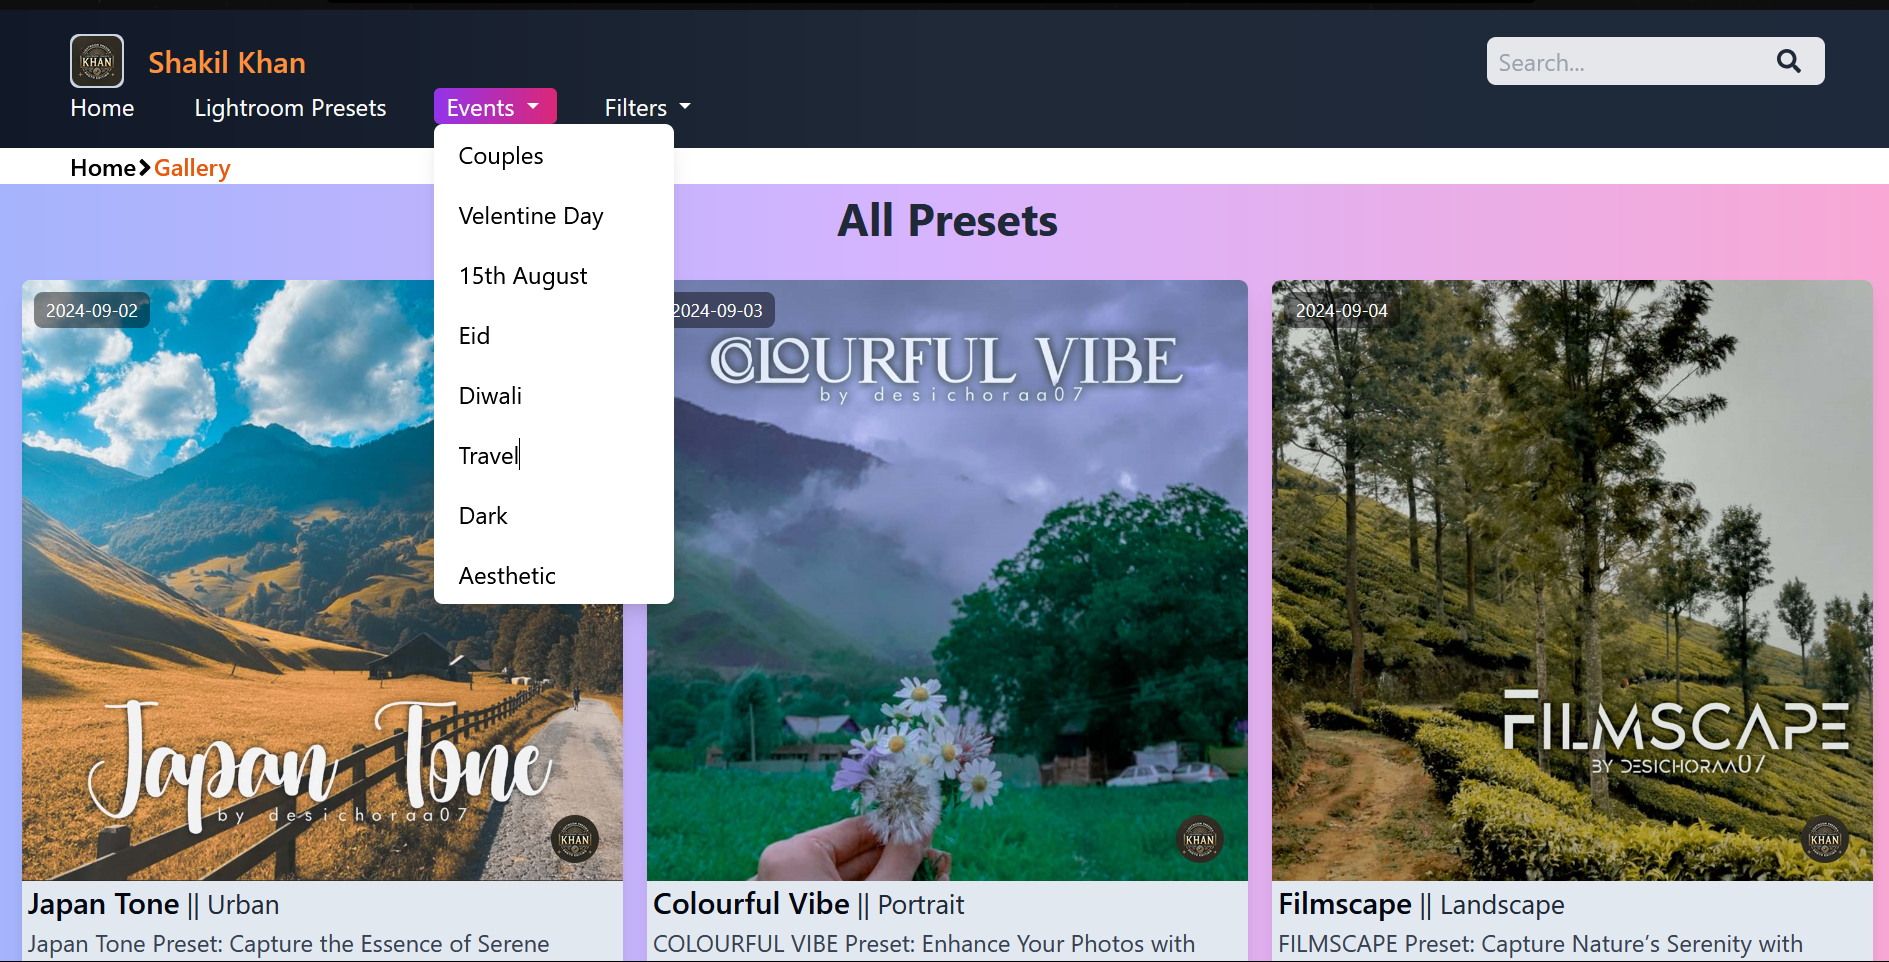 KHAN
Shakil Khan
Search...
Home
Lightroom Presets
Events
Filters
Couples
Velentine Day
15th August
Eid
Diwali
Travel
Dark
Aesthetic
Home
Gallery
All Presets
2024-09-02
Japan Tone
by desichoraa07
KHAN
Japan Tone || Urban
Japan Tone Preset: Capture the Essence of Serene
2024-09-03
COLOURFUL VIBE
by desichoraa07
KHAN
Colourful Vibe || Portrait
COLOURFUL VIBE Preset: Enhance Your Photos with
2024-09-04
FILMSCAPE
BY DESICHORAA07
KHAN
Filmscape || Landscape
FILMSCAPE Preset: Capture Nature’s Serenity with